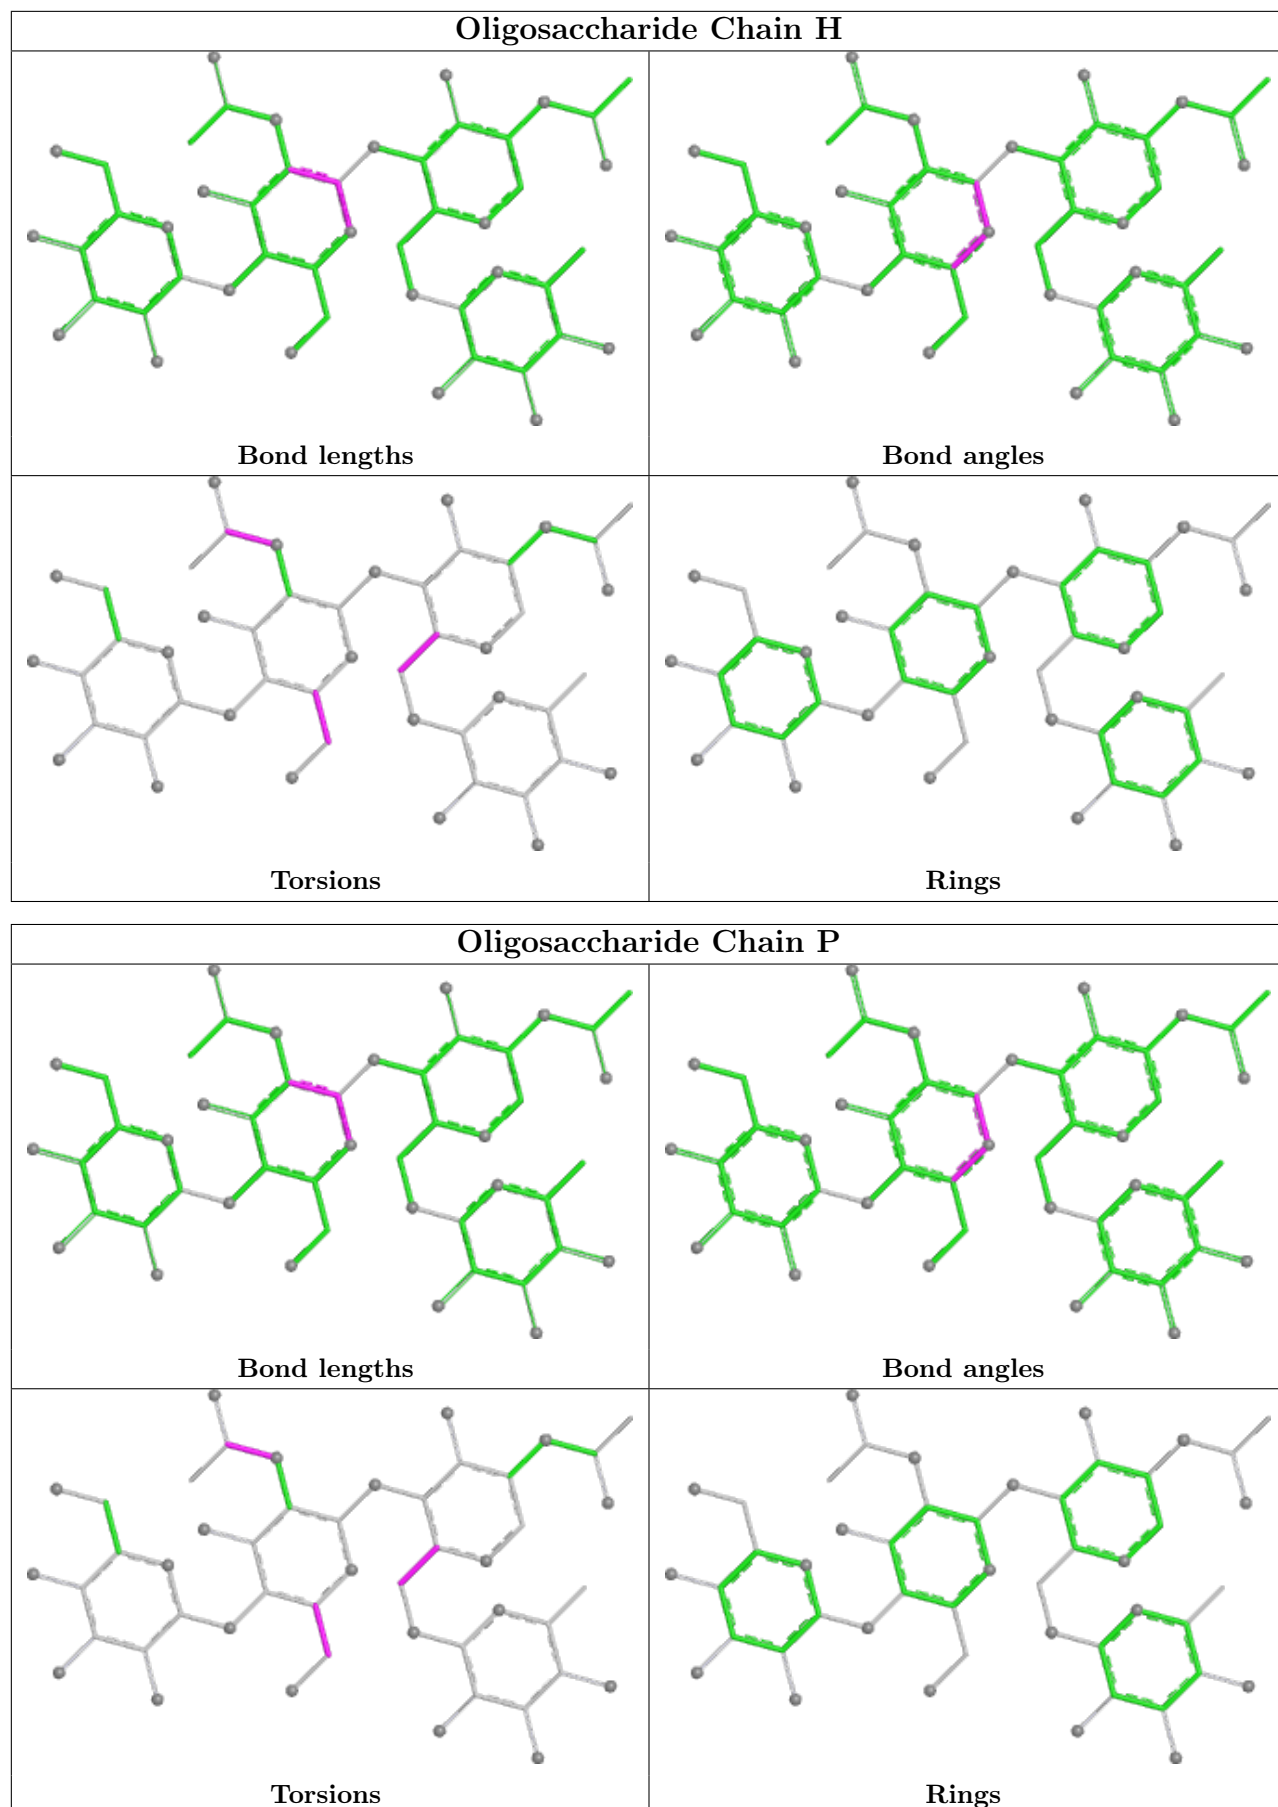 Oligosaccharide Chain H
Bond lengths
Bond angles
Torsions
Rings
Oligosaccharide Chain P
Bond lengths
Bond angles
Torsions
Rings